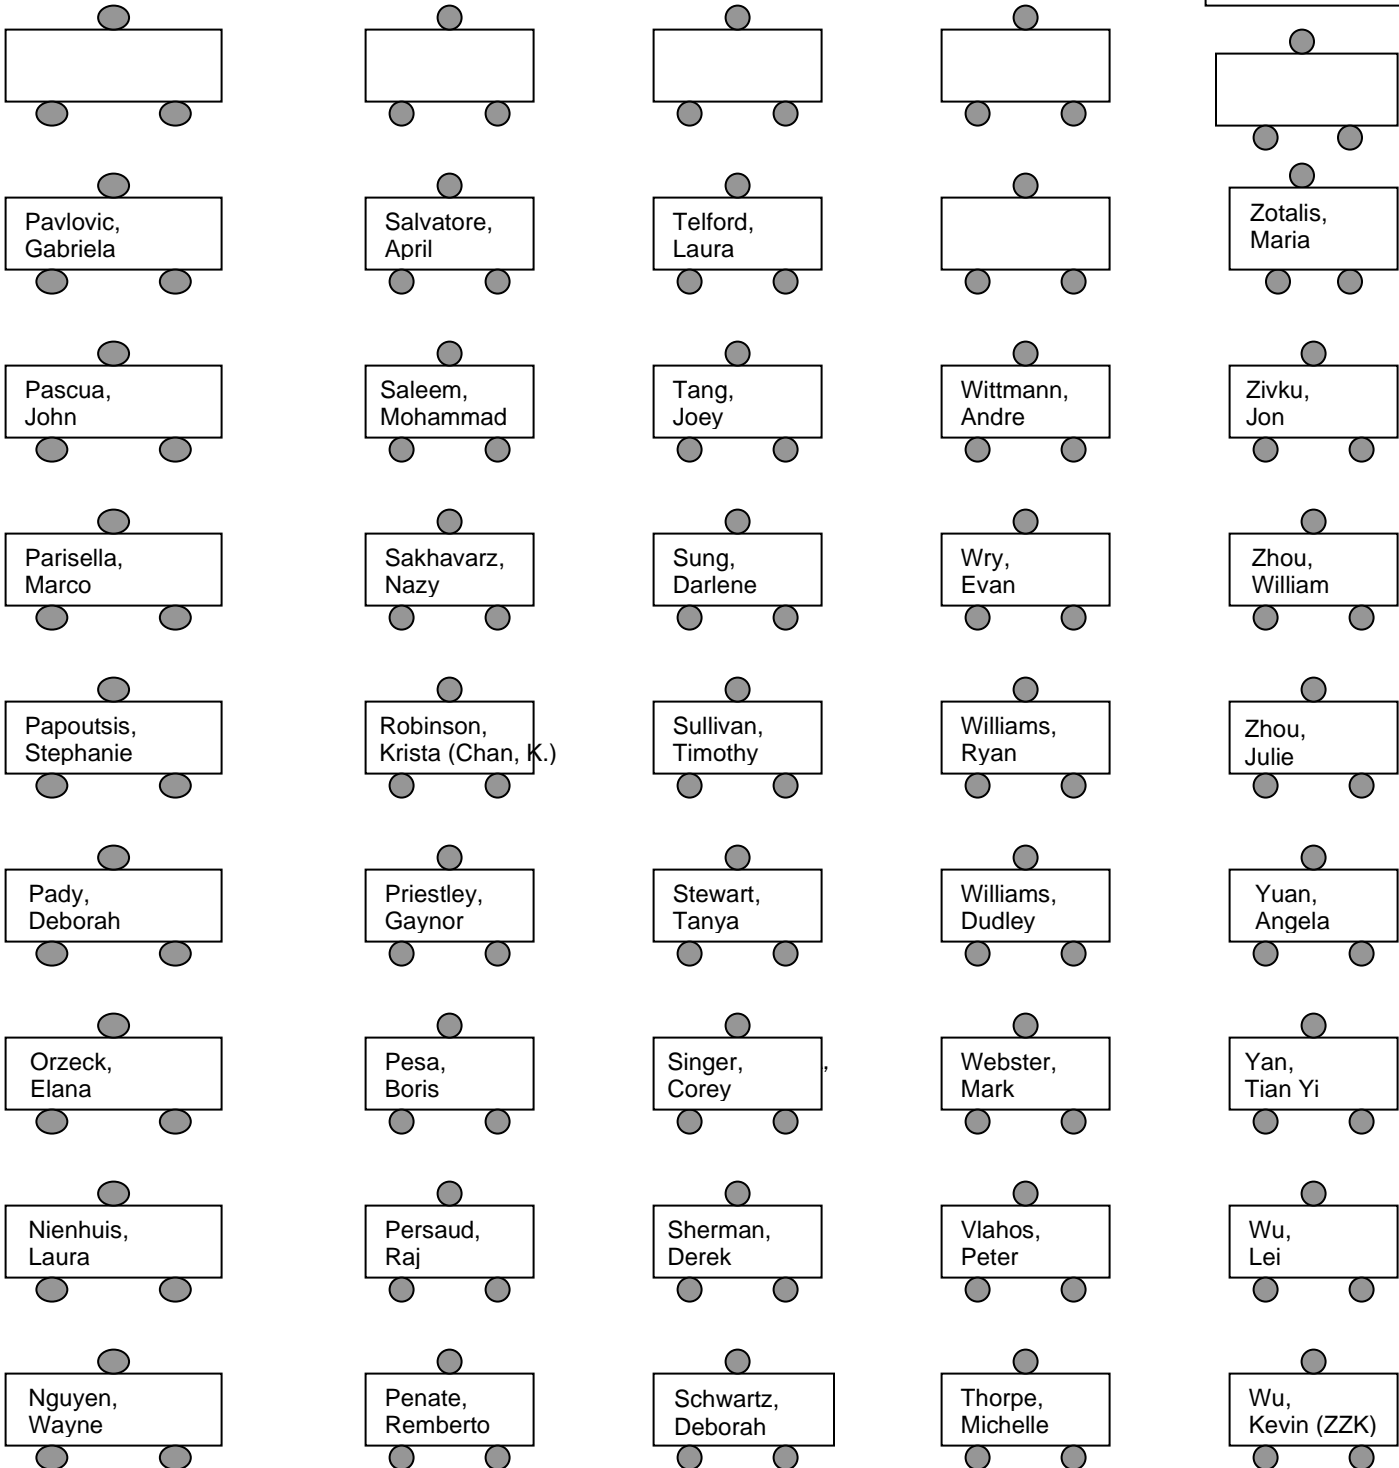 Pavlovic,
Gabriela
Salvatore,
April
Telford,
Laura
Zotalis,
Maria
Pascua,
John
Saleem,
Mohammad
Tang,
Joey
Wittmann,
Andre
Zivku,
Jon
Parisella,
Marco
Sakhavarz,
Nazy
Sung,
Darlene
Wry,
Evan
Zhou,
William
Papoutsis,
Stephanie
Robinson,
Krista (Chan, K.)
Sullivan,
Timothy
Williams,
Ryan
Zhou,
Julie
Pady,
Deborah
Priestley,
Gaynor
Stewart,
Tanya
Williams,
Dudley
Yuan,
Angela
Orzeck,
Elana
Pesa,
Boris
Singer, ,
Corey
Webster,
Mark
Yan,
Tian Yi
Nienhuis,
Laura
Persaud,
Raj
Sherman,
Derek
Vlahos,
Peter
Wu,
Lei
Nguyen,
Wayne
Penate,
Remberto
Schwartz,
Deborah
Thorpe,
Michelle
Wu,
Kevin (ZZK)